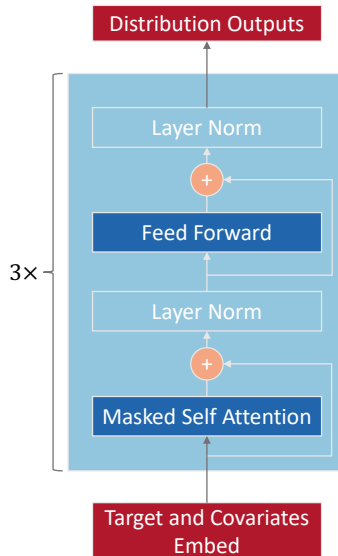 Distribution Outputs
Layer Norm
+
Feed Forward
3×
Layer Norm
+
Masked Self Attention
Target and Covariates
Embed